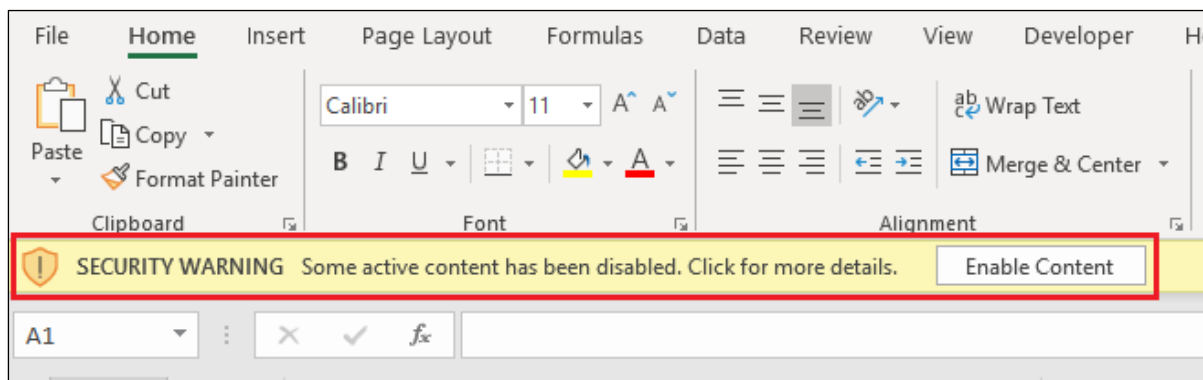 File Home Insert Page Layout Formulas Data Review View Developer H
Cut
Calibri 11 A A ab Wrap Text
Copy
Paste
B I U A Merge & Center
Format Painter
Clipboard Font Alignment
SECURITY WARNING Some active content has been disabled. Click for more details. Enable Content
A1 fx